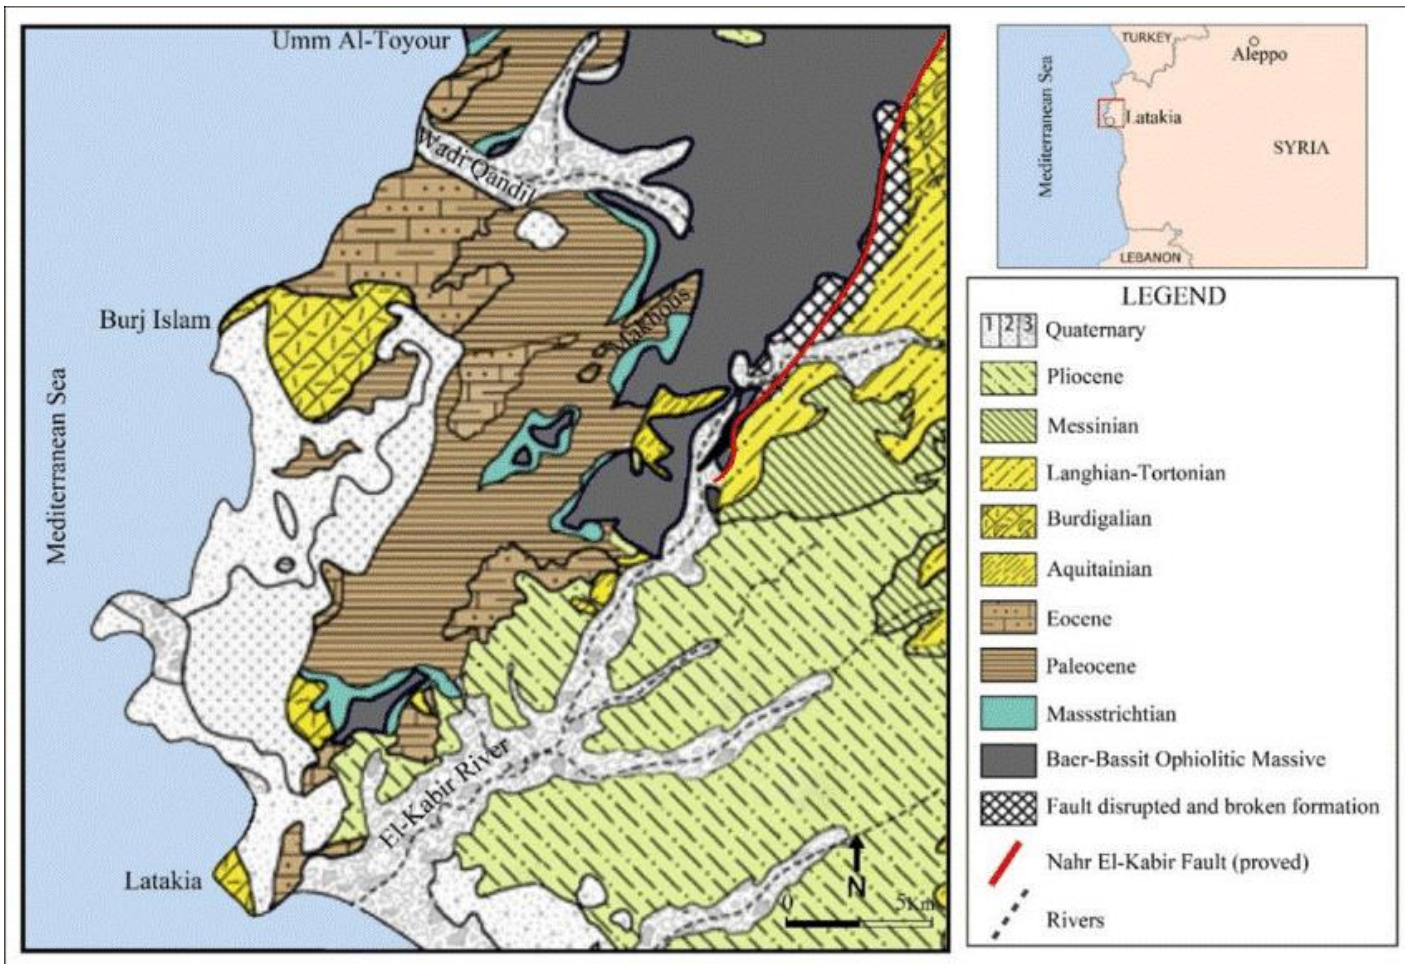 Umm Al-Toyour
Wadi Qandil
Burj Islam
Makhous
Mediterranean Sea
El-Kabir River
Latakia
N
0
5Km
TURKEY
Aleppo
Mediterranean Sea
Latakia
SYRIA
LEBANON
LEGEND
1 2 3 Quaternary
Pliocene
Messinian
Langhian-Tortonian
Burdigalian
Aquitainian
Eocene
Paleocene
Massstrichtian
Baer-Bassit Ophiolitic Massive
Fault disrupted and broken formation
Nahr El-Kabir Fault (proved)
Rivers